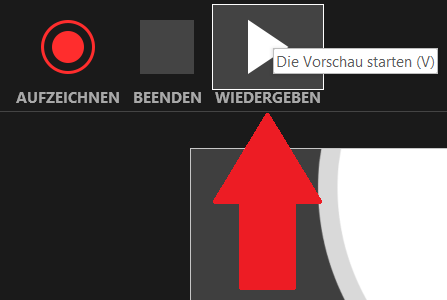 Die Vorschau starten (V)
AUFZEICHNEN BEENDEN WIEDERGEBEN